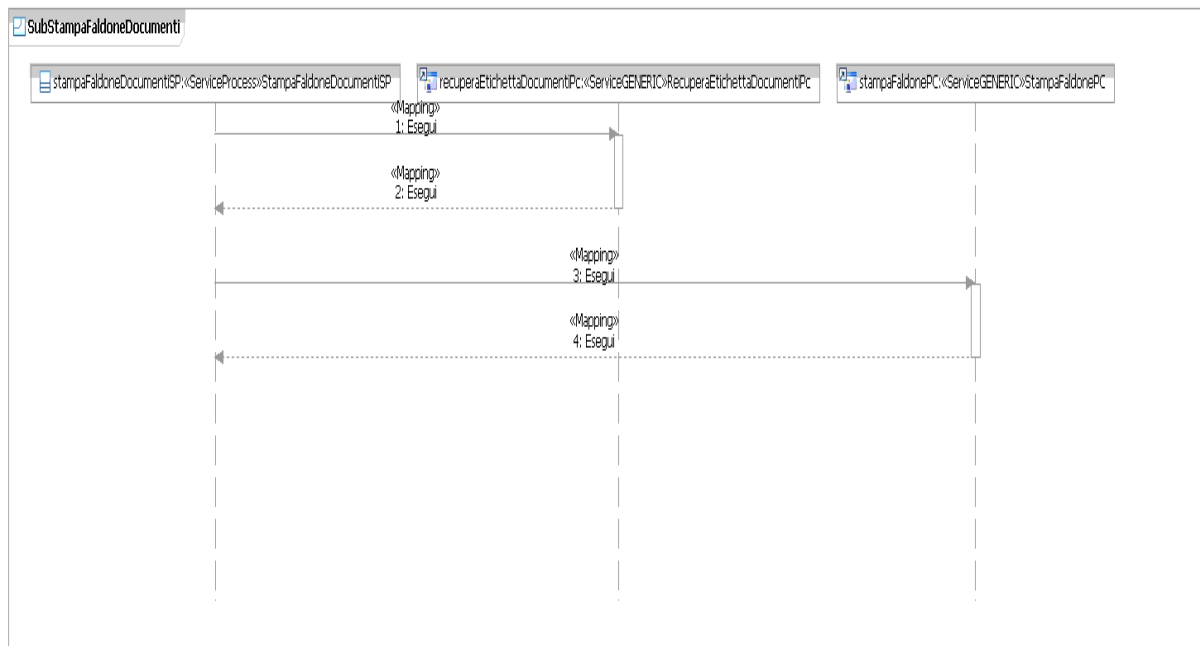 SubStampaFaldoneDocumenti
stampaFaldoneDocumentiSP:«ServiceProcess»StampaFaldoneDocumentiSP
recuperaEtichettaDocumentiPc:«ServiceGENERIC»RecuperaEtichettaDocumentiPc
stampaFaldonePC:«ServiceGENERIC»StampaFaldonePC
«Mapping»
1: Esegui
«Mapping»
2: Esegui
«Mapping»
3: Esegui
«Mapping»
4: Esegui